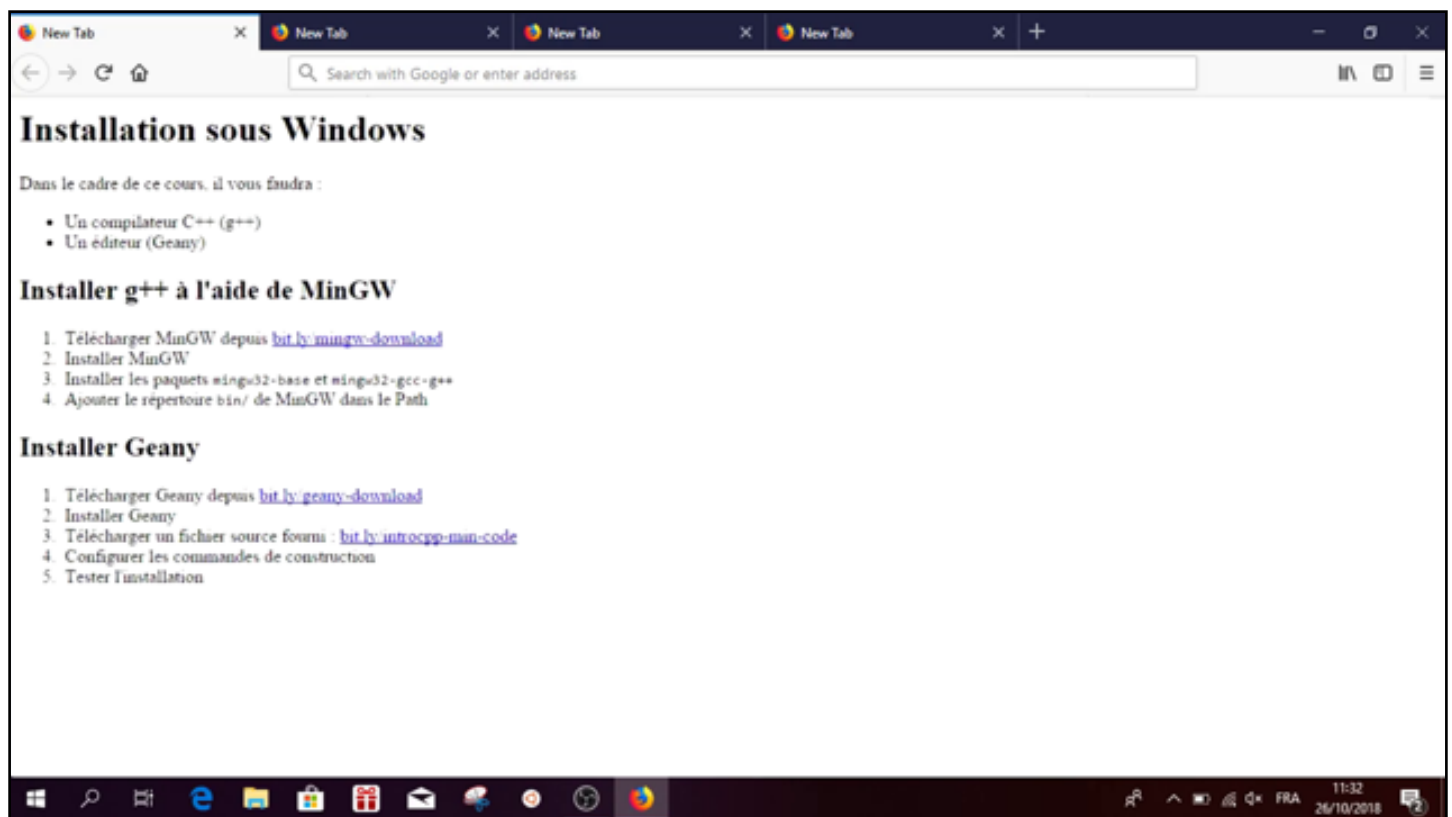 New Tab
New Tab
New Tab
New Tab
Search with Google or enter address
Installation sous Windows
Dans le cadre de ce cours, il vous faudra :
• Un compilateur C++ (g++)
• Un éditeur (Geany)
Installer g++ à l'aide de MinGW
1. Télécharger MinGW depuis bit.ly/mingw-download
2. Installer MinGW
3. Installer les paquets mingw32-base et mingw32-gcc-g++
4. Ajouter le répertoire bin/ de MinGW dans le Path
Installer Geany
1. Télécharger Geany depuis bit.ly/geany-download
2. Installer Geany
3. Télécharger un fichier source fourni : bit.ly/introcpp-min-code
4. Configurer les commandes de construction
5. Tester l'installation
FRA
11:32
26/10/2018
2